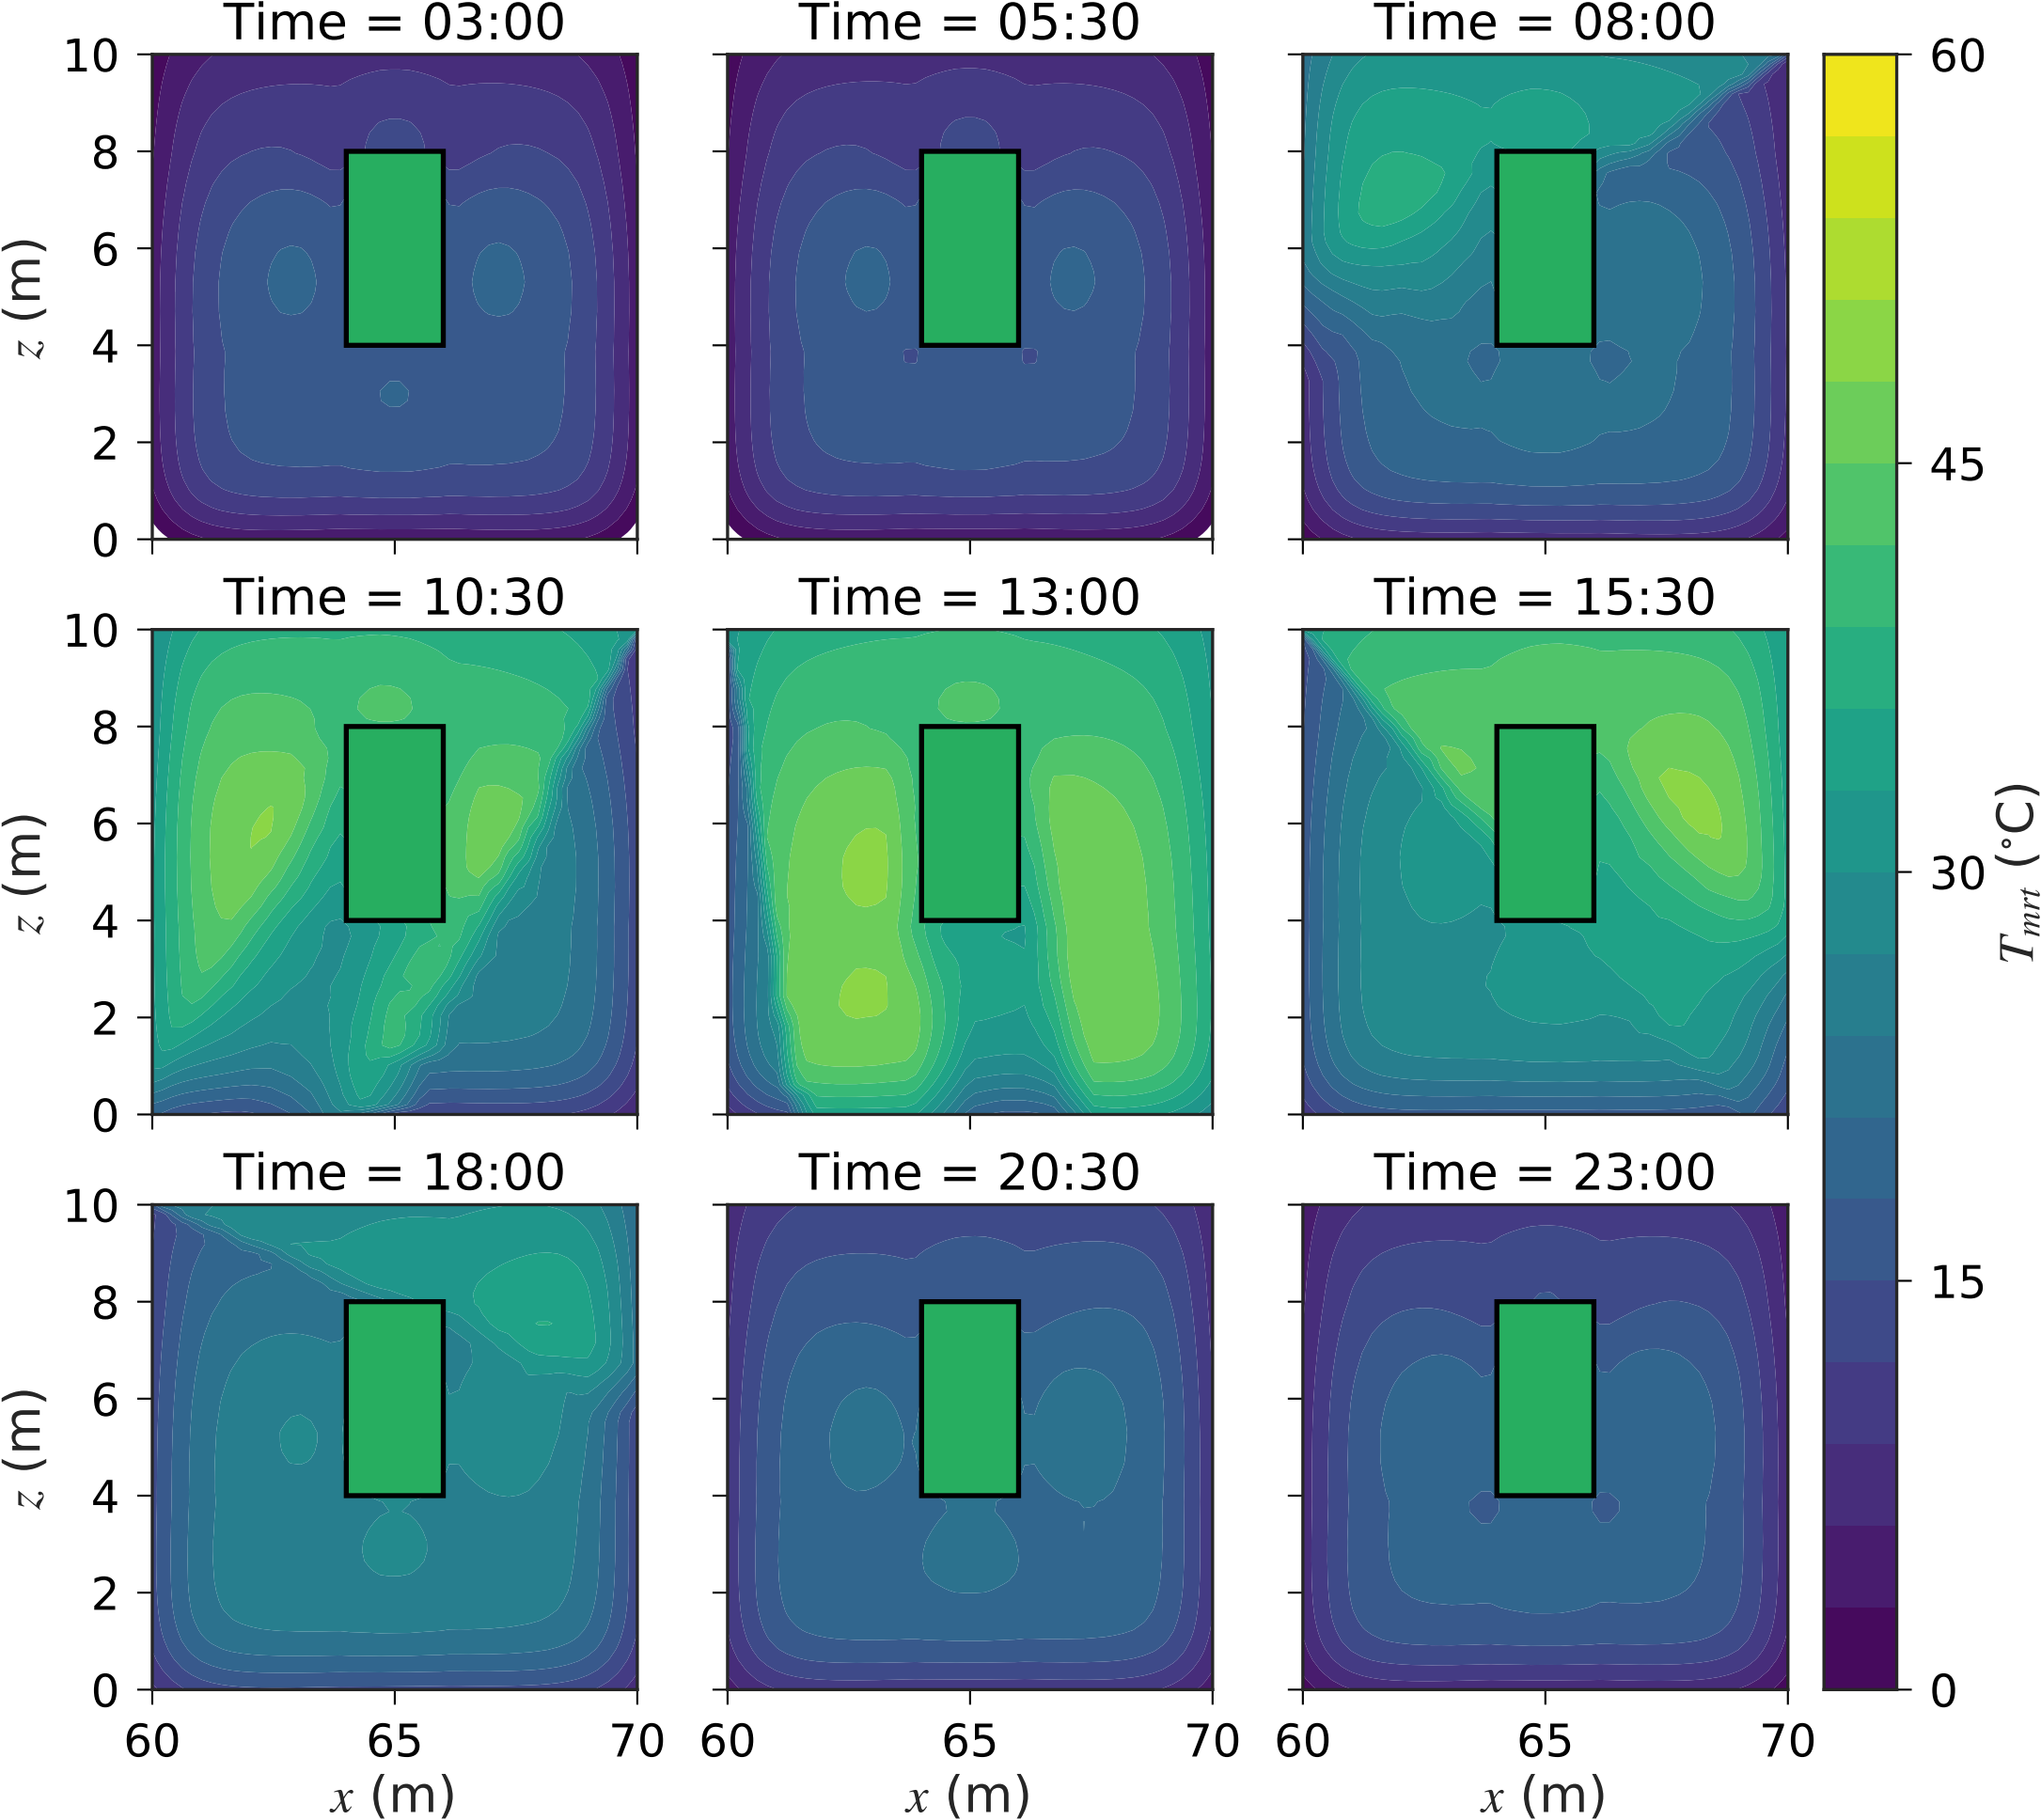 Time = 03:00
Time = 05:30
Time = 08:00
10
8
6
4
2
0
z (m)
60
45
30
15
0
T_mrt (°C)
Time = 10:30
Time = 13:00
Time = 15:30
10
8
6
4
2
0
z (m)
Time = 18:00
Time = 20:30
Time = 23:00
10
8
6
4
2
0
z (m)
60
65
70
60
65
70
60
65
70
x (m)
x (m)
x (m)